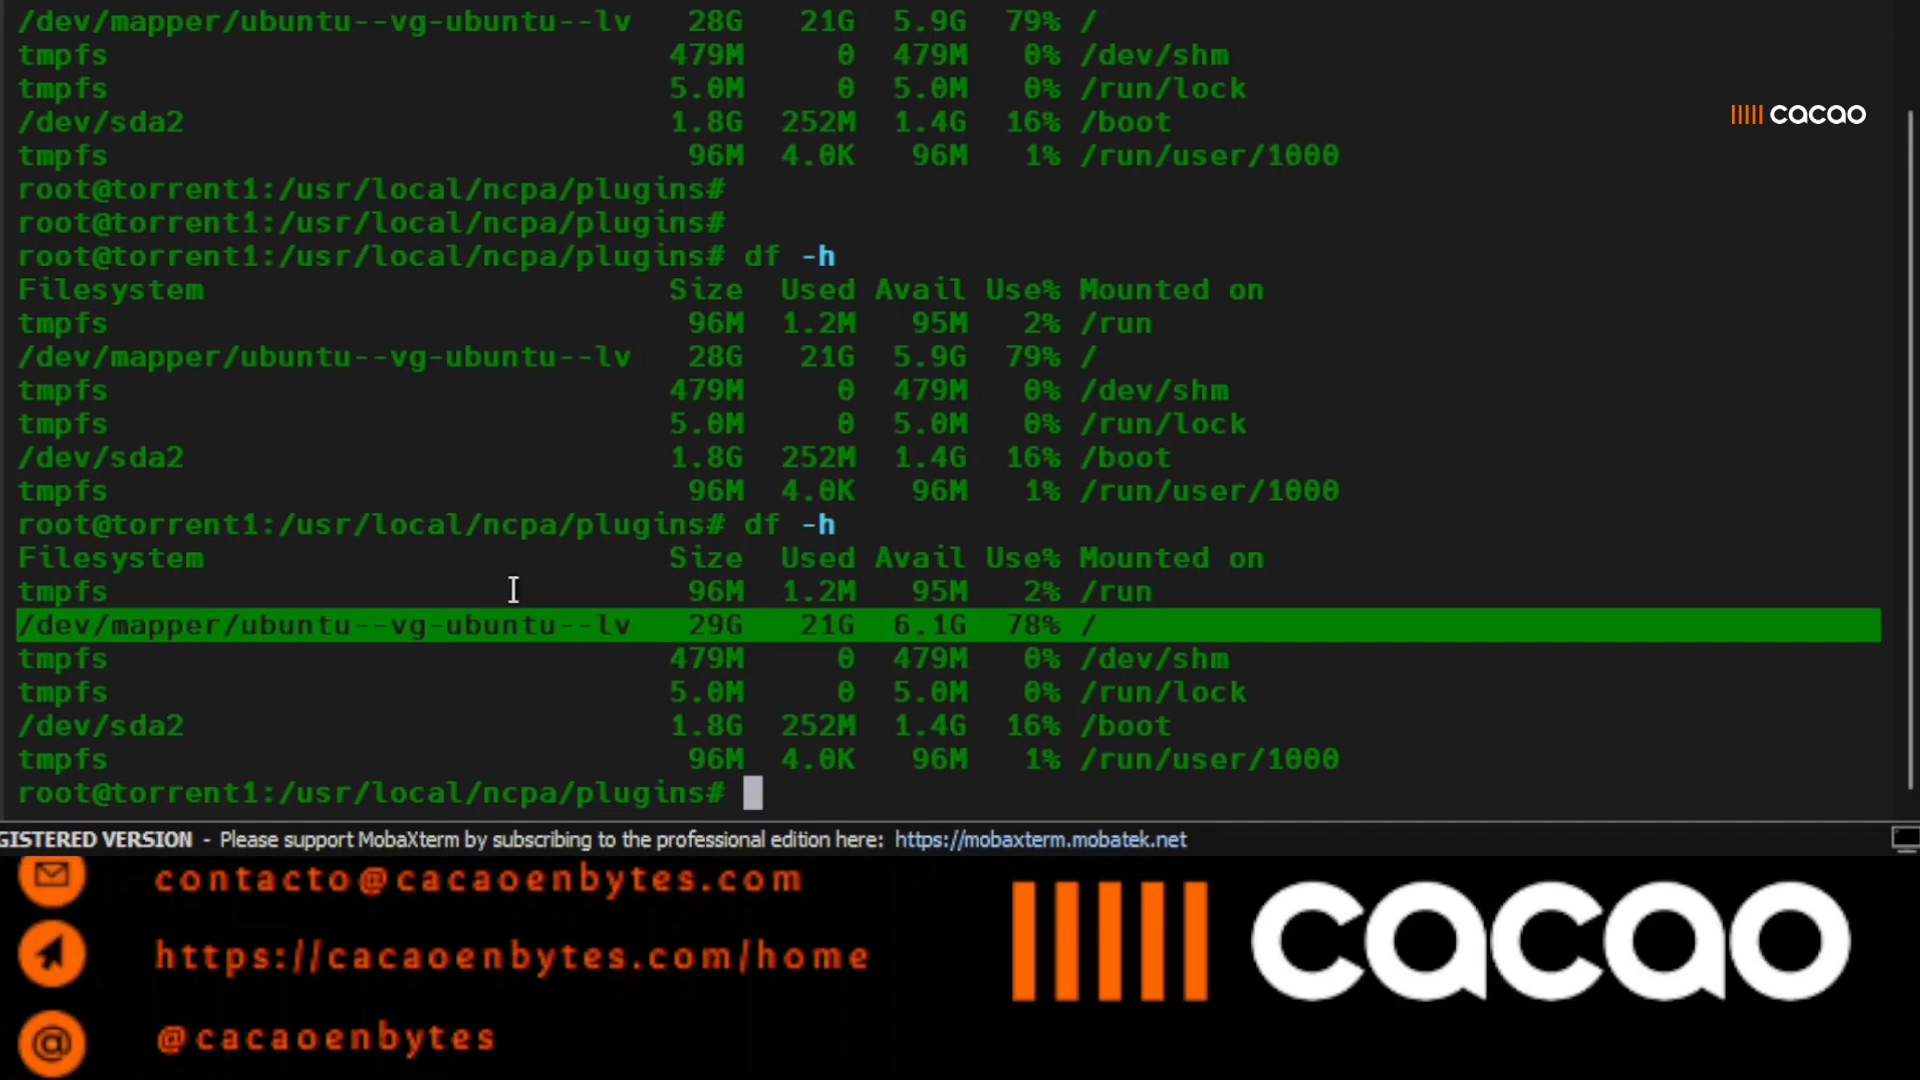 /dev/mapper/ubuntu--vg-ubuntu--lv 28G 21G 5.9G 79% /
tmpfs 479M 0 479M 0% /dev/shm
tmpfs 5.0M 0 5.0M 0% /run/lock
/dev/sda2 1.8G 252M 1.4G 16% /boot
cacao
tmpfs 96M 4.0K 96M 1% /run/user/1000
root@torrent1:/usr/local/ncpa/plugins#
root@torrent1:/usr/local/ncpa/plugins#
root@torrent1:/usr/local/ncpa/plugins# df -h
Filesystem Size Used Avail Use% Mounted on
tmpfs 96M 1.2M 95M 2% /run
/dev/mapper/ubuntu--vg-ubuntu--lv 28G 21G 5.9G 79% /
tmpfs 479M 0 479M 0% /dev/shm
tmpfs 5.0M 0 5.0M 0% /run/lock
/dev/sda2 1.8G 252M 1.4G 16% /boot
tmpfs 96M 4.0K 96M 1% /run/user/1000
root@torrent1:/usr/local/ncpa/plugins# df -h
Filesystem Size Used Avail Use% Mounted on
tmpfs 96M 1.2M 95M 2% /run
/dev/mapper/ubuntu--vg-ubuntu--lv 29G 21G 6.1G 78% /
tmpfs 479M 0 479M 0% /dev/shm
tmpfs 5.0M 0 5.0M 0% /run/lock
/dev/sda2 1.8G 252M 1.4G 16% /boot
tmpfs 96M 4.0K 96M 1% /run/user/1000
root@torrent1:/usr/local/ncpa/plugins#
GISTERED VERSION - Please support MobaXterm by subscribing to the professional edition here: https://mobaxterm.mobatek.net
contacto@cacaoenbytes.com
https://cacaoenbytes.com/home
@cacaoenbytes
cacao